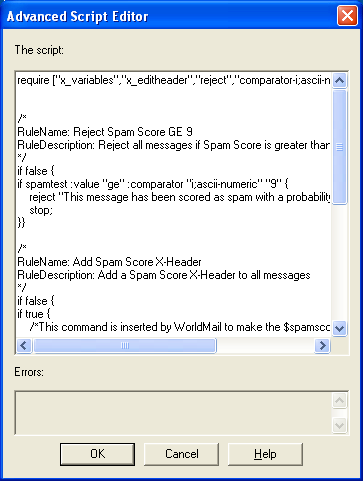 Advanced Script Editor
The script:
require ["x_variables","x_editheader","reject","comparator-i;ascii-n
/*
RuleName: Reject Spam Score GE 9
RuleDescription: Reject all messages if Spam Score is greater than
*/
if false {
if spamtest :value "ge" :comparator "i;ascii-numeric" "9" {
reject "This message has been scored as spam with a probability
stop;
}}
/*
RuleName: Add Spam Score X-Header
RuleDescription: Add a Spam Score X-Header to all messages
*/
if false {
if true {
/*This command is inserted by WorldMail to make the $spamsco
Errors:
OK Cancel Help